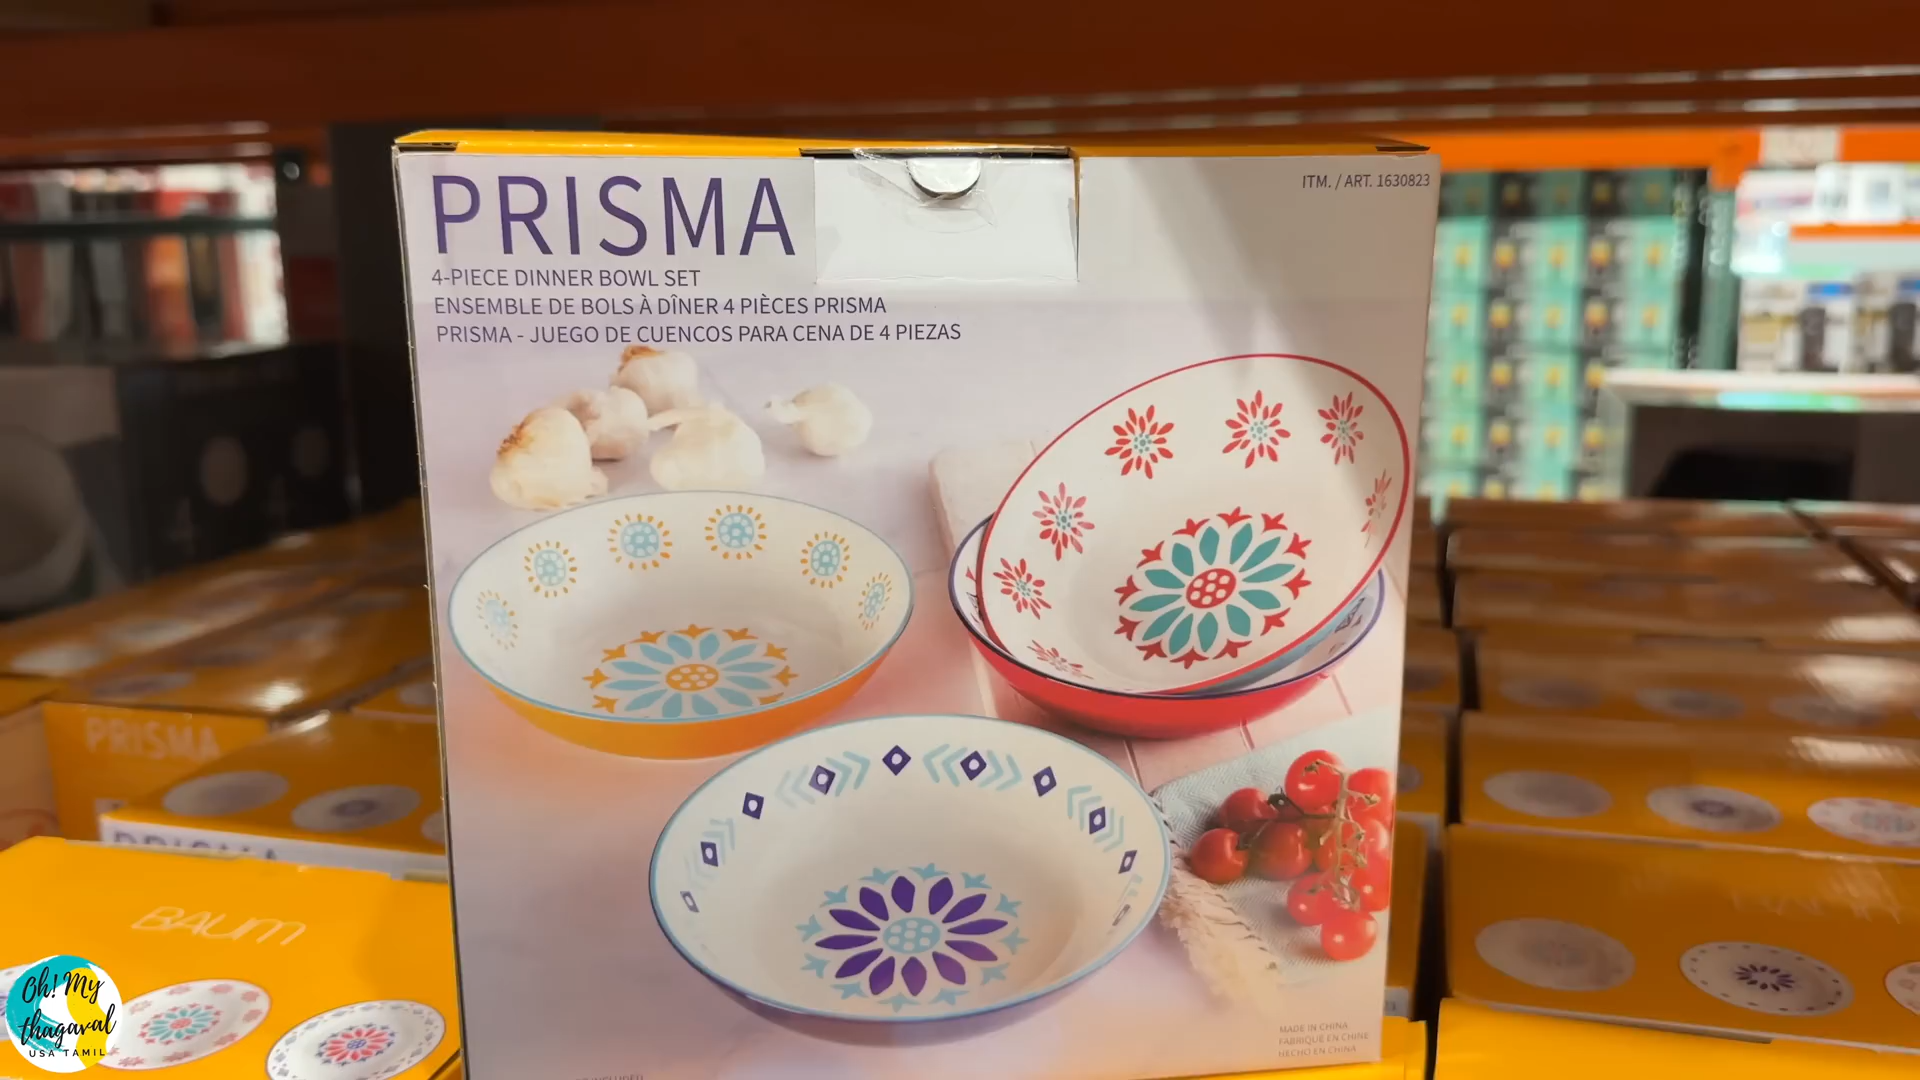 PRISMA
4-PIECE DINNER BOWL SET
ENSEMBLE DE BOLS À DÎNER 4 PIÈCES PRISMA
PRISMA - JUEGO DE CUENCOS PARA CENA DE 4 PIEZAS
ITM. / ART. 1630823
MADE IN CHINA
FABRIQUÉ EN CHINE
HECHO EN CHINA
PRISMA
PRISMA
BAUM
Oh! My
thagaval
USA TAMIL